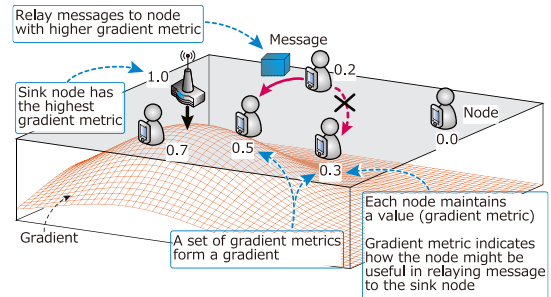 Relay messages to node
with higher gradient metric
Message
1.0
0.2
Sink node has
the highest
gradient metric
Node
0.0
0.7
0.5
0.3
Gradient
A set of gradient metrics
form a gradient
Each node maintains
a value (gradient metric)
Gradient metric indicates
how the node might be
useful in relaying message
to the sink node